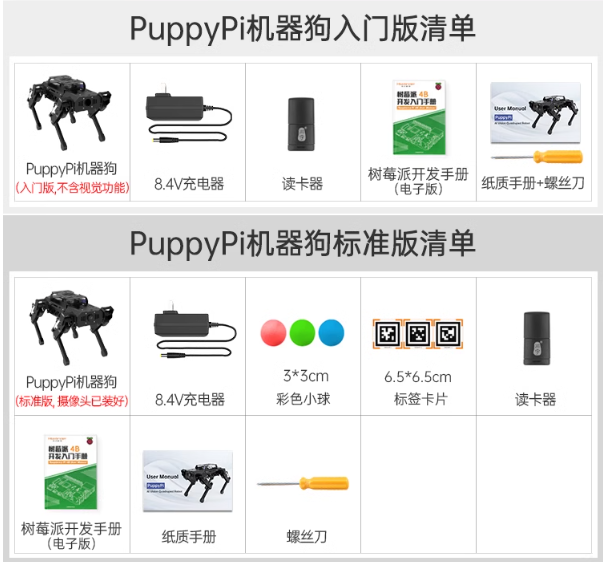 PuppyPi机器狗入门版清单
PuppyPi机器狗
(入门版,不含视觉功能)
8.4V充电器
读卡器
树莓派 4B
开发入门手册
树莓派开发手册
(电子版)
User Manual
PuppyPi
纸质手册+螺丝刀
PuppyPi机器狗标准版清单
PuppyPi机器狗
(标准版, 摄像头已装好)
8.4V充电器
3*3cm
彩色小球
6.5*6.5cm
标签卡片
读卡器
树莓派 4B
开发入门手册
树莓派开发手册
(电子版)
User Manual
PuppyPi
纸质手册
螺丝刀